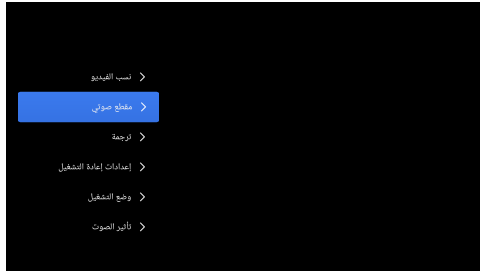 نسب الفيديو
مقطع صوتي
ترجمة
إعدادات إعادة التشغيل
وضع التشغيل
تأثير الصوت